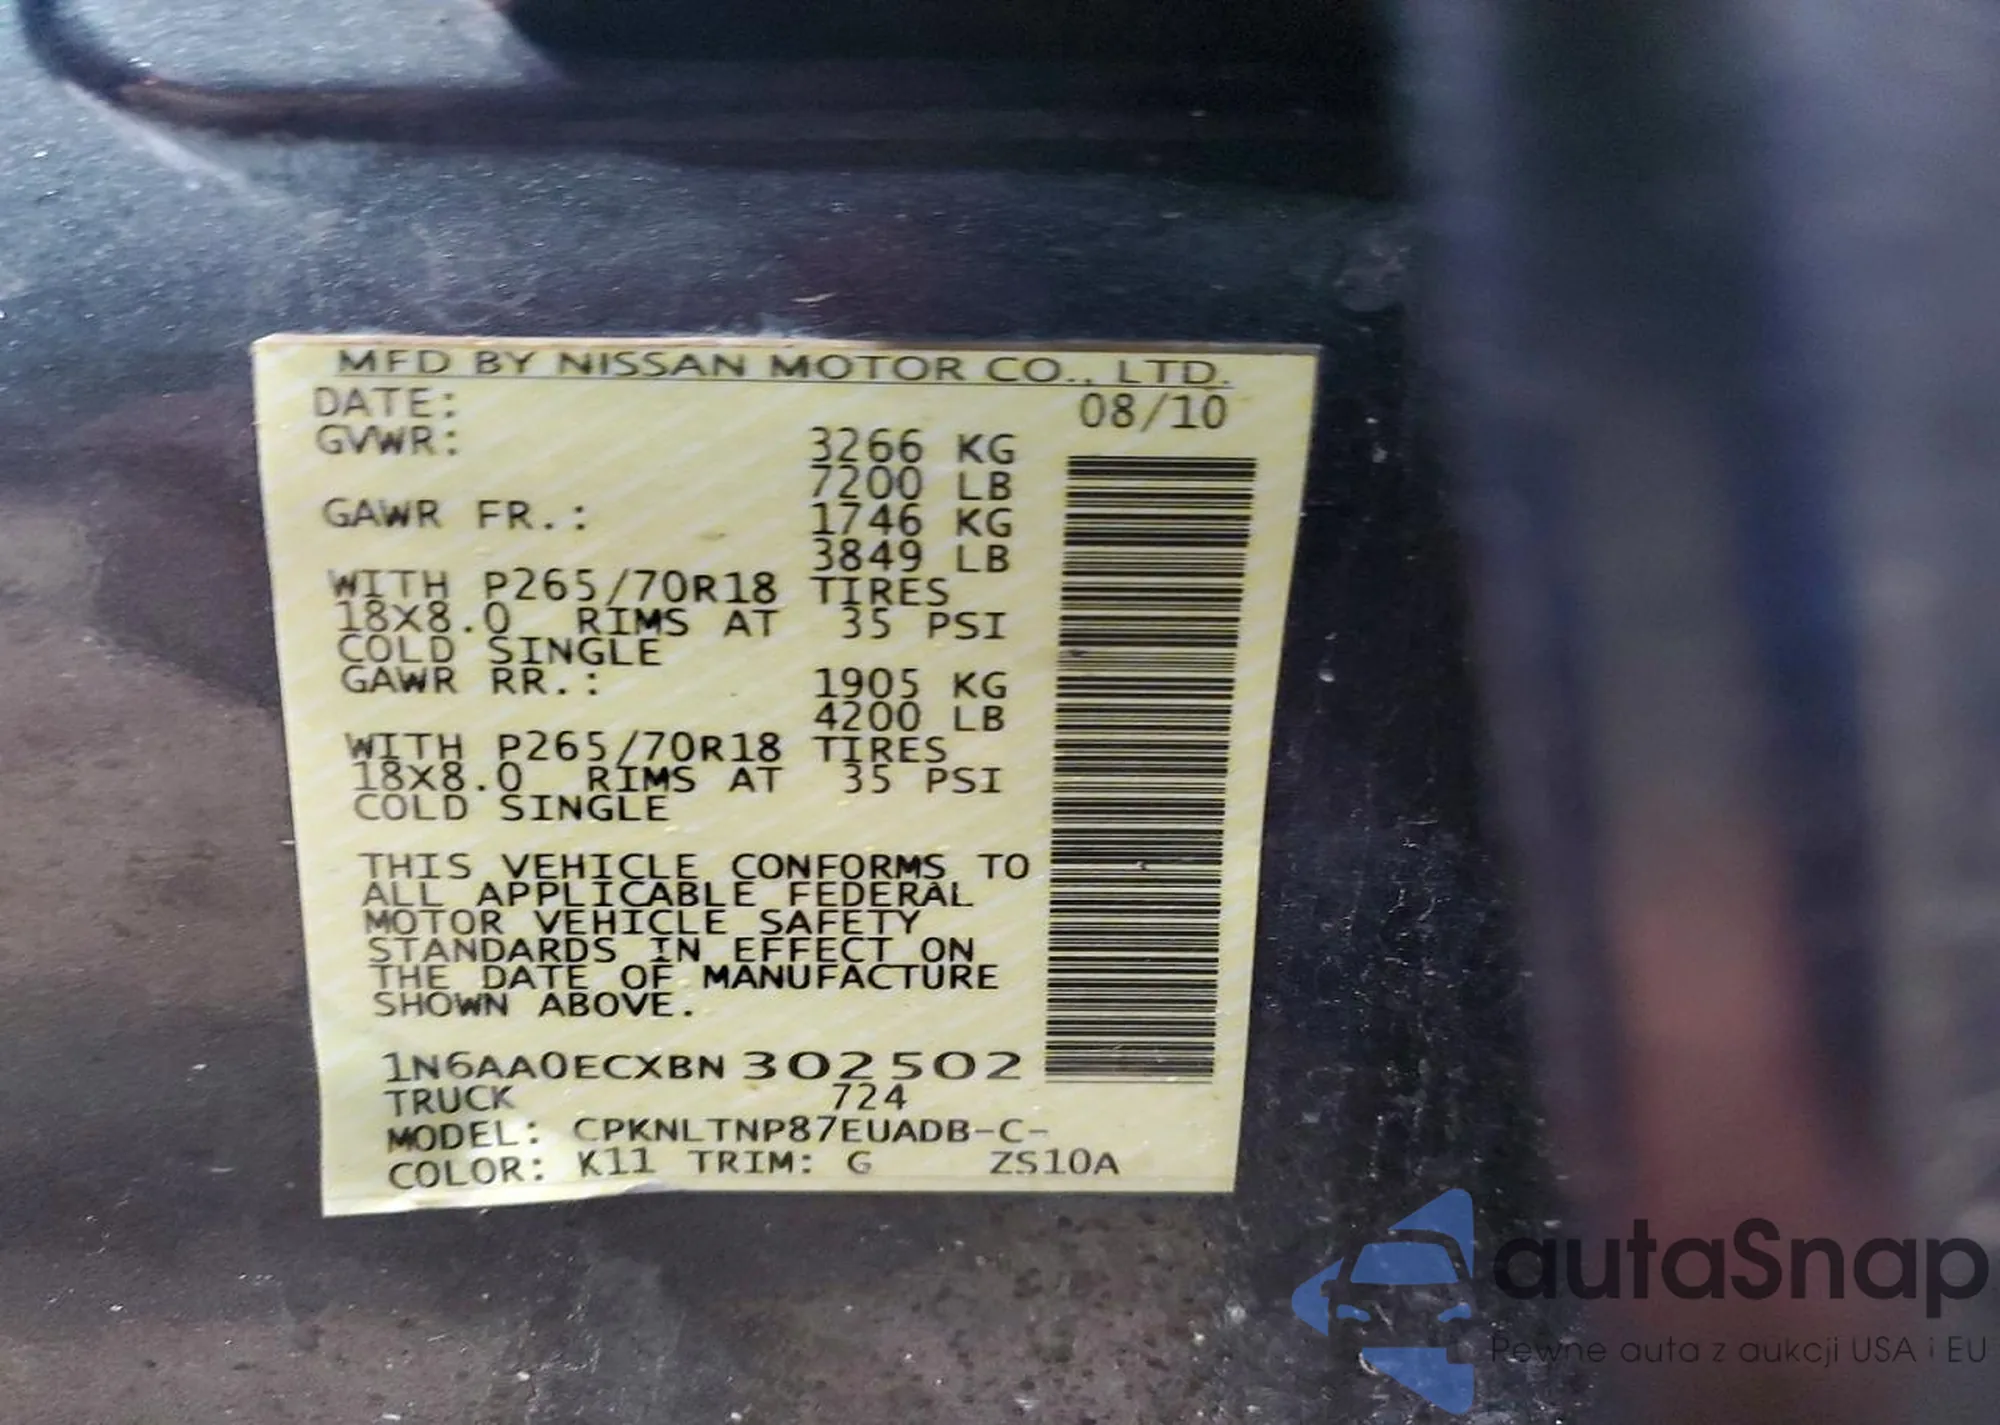 MFD BY NISSAN MOTOR CO., LTD.
DATE: 08/10
GVWR: 3266 KG
7200 LB
GAWR FR.: 1746 KG
3849 LB
WITH P265/70R18 TIRES
18X8.0 RIMS AT 35 PSI
COLD SINGLE
GAWR RR.: 1905 KG
4200 LB
WITH P265/70R18 TIRES
18X8.0 RIMS AT 35 PSI
COLD SINGLE
THIS VEHICLE CONFORMS TO
ALL APPLICABLE FEDERAL
MOTOR VEHICLE SAFETY
STANDARDS IN EFFECT ON
THE DATE OF MANUFACTURE
SHOWN ABOVE.
1N6AA0ECXBN302502
TRUCK 724
MODEL: CPKNLTNP87EUADB-C-
COLOR: K11 TRIM: G ZS10A
autaSnap
Pewne auta z aukcji USA i EU